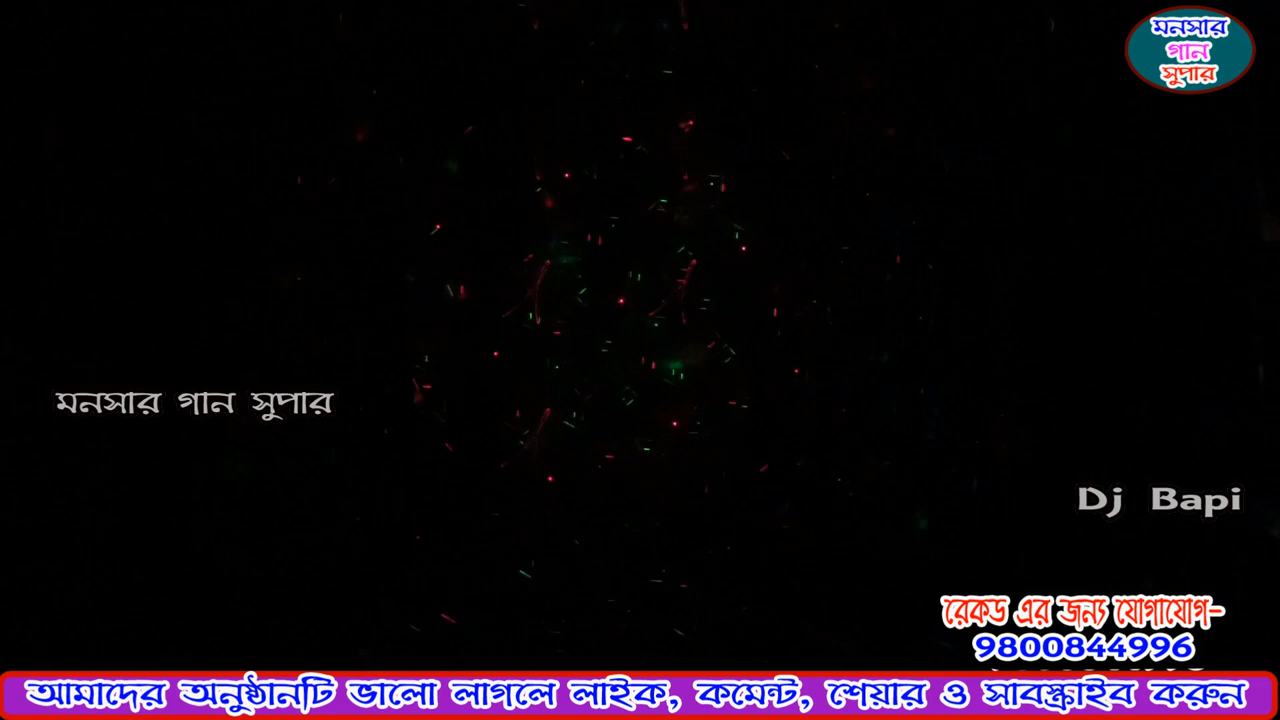 মনসার
গান
সুপার
মনসার গান সুপার
Dj Bapi
রেকড এর জন্য যোগাযোগ-
9800844996
আমাদের অনুষ্ঠানটি ভালো লাগলে লাইক, কমেন্ট, শেয়ার ও সাবস্ক্রাইব করুন